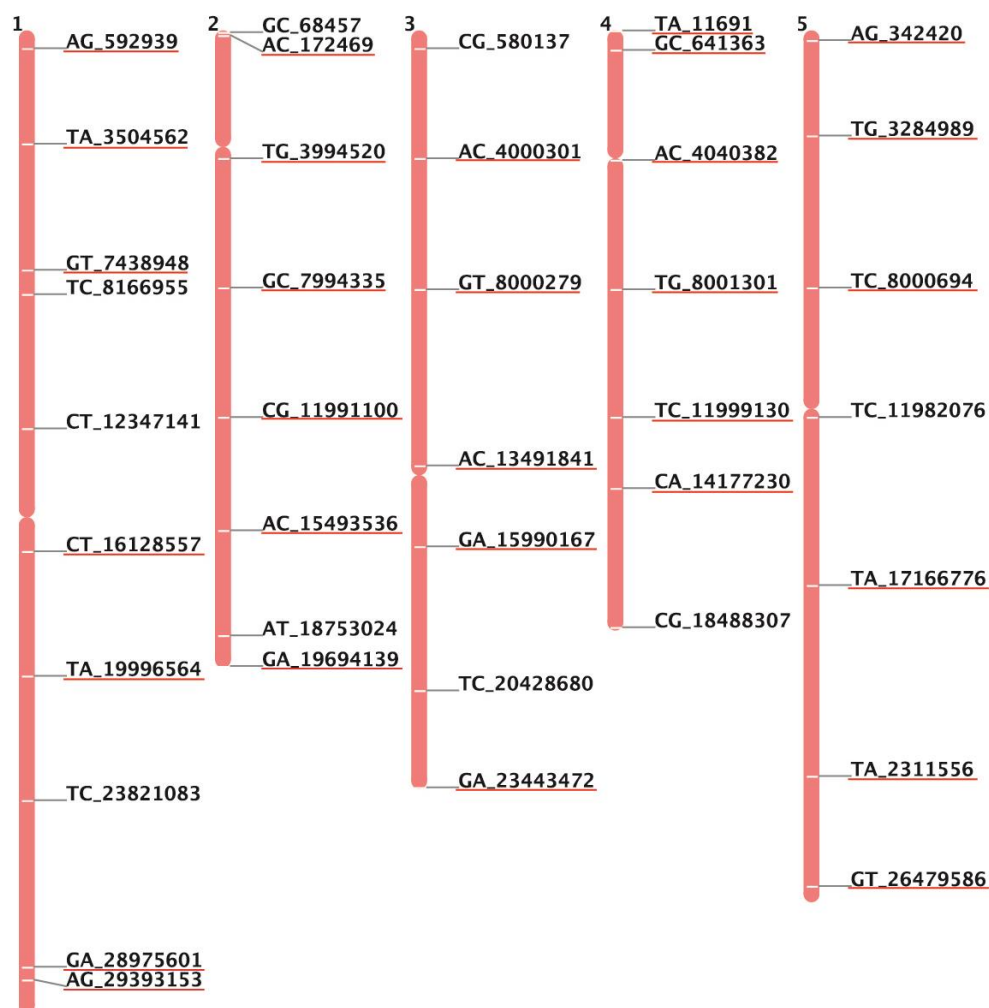 1
AG_592939
TA_3504562
GT_7438948
TC_8166955
CT_12347141
CT_16128557
TA_19996564
TC_23821083
GA_28975601
AG_29393153
2
GC_68457
AC_172469
TG_3994520
GC_7994335
CG_11991100
AC_15493536
AT_18753024
GA_19694139
3
CG_580137
AC_4000301
GT_8000279
AC_13491841
GA_15990167
TC_20428680
GA_23443472
4
TA_11691
GC_641363
AC_4040382
TG_8001301
TC_11999130
CA_14177230
CG_18488307
5
AG_342420
TG_3284989
TC_8000694
TC_11982076
TA_17166776
TA_2311556
GT_26479586